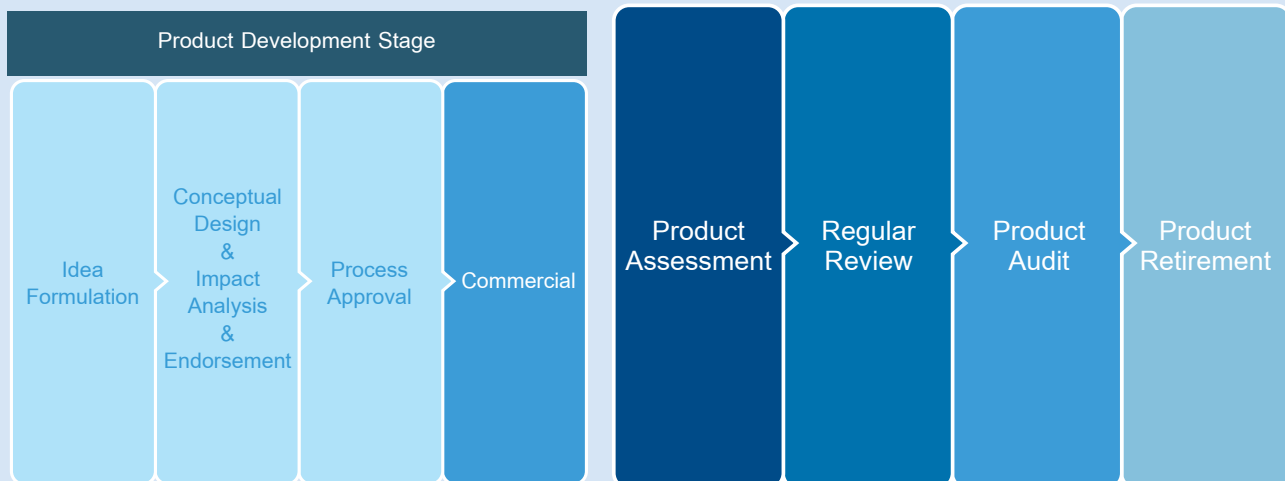 Product Development Stage
Idea
Formulation
Conceptual
Design
&
Impact
Analysis
&
Endorsement
Process
Approval
Commercial
Product
Assessment
Regular
Review
Product
Audit
Product
Retirement